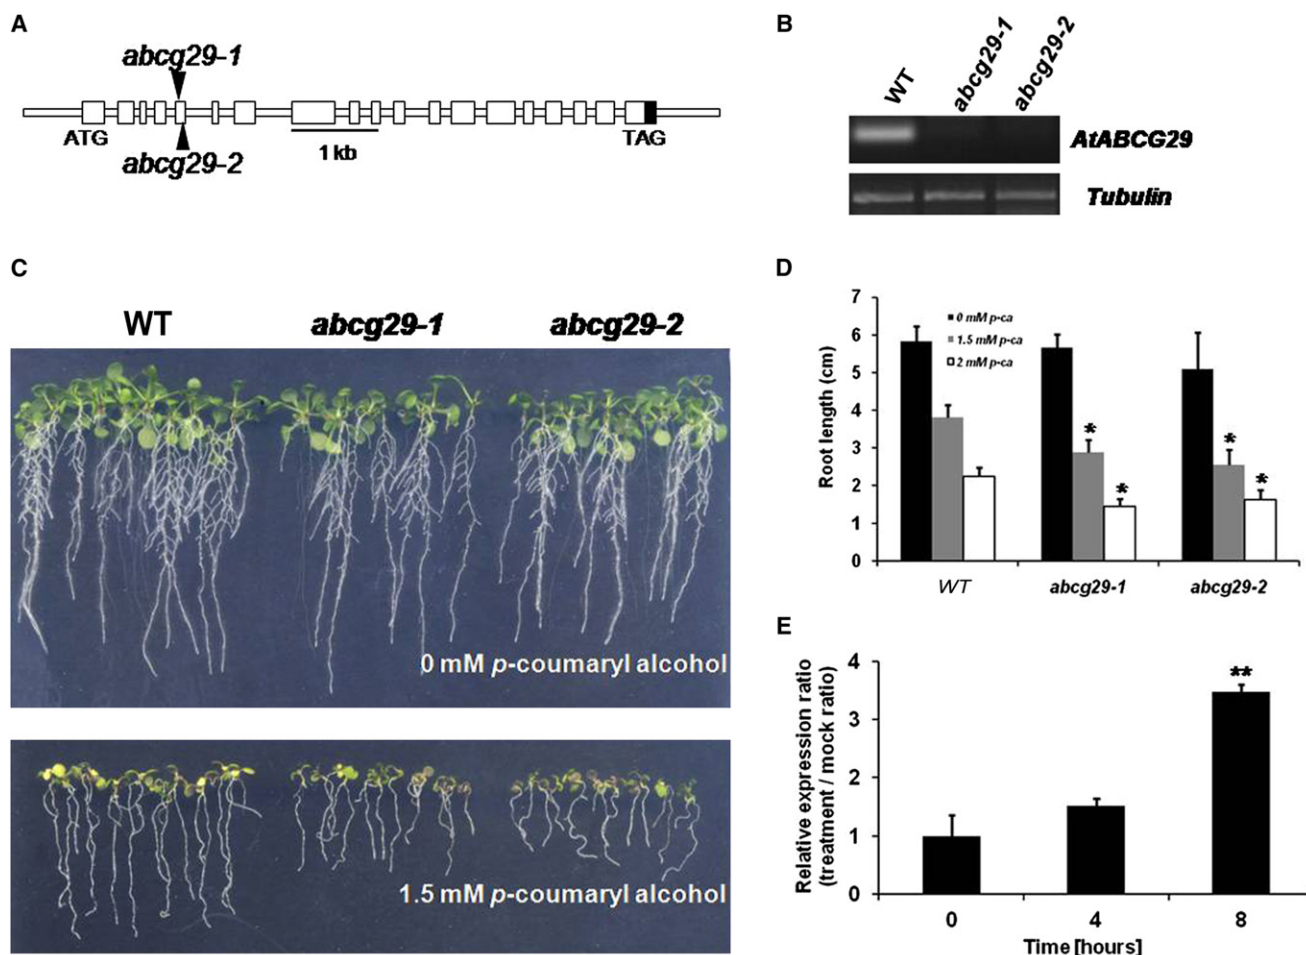 A
abcg29-1
ATG
abcg29-2
1 kb
TAG
B
WT
abcg29-1
abcg29-2
AtABCG29
Tubulin
C
WT abcg29-1 abcg29-2
0 mM p-coumaryl alcohol
1.5 mM p-coumaryl alcohol
D
Root length (cm)
7
6
5
4
3
2
1
0
0 mM p-ca
1.5 mM p-ca
2 mM p-ca
*
*
*
*
WT abcg29-1 abcg29-2
E
Relative expression ratio
(treatment / mock ratio)
4
3
2
1
0
**
0 4 8
Time [hours]